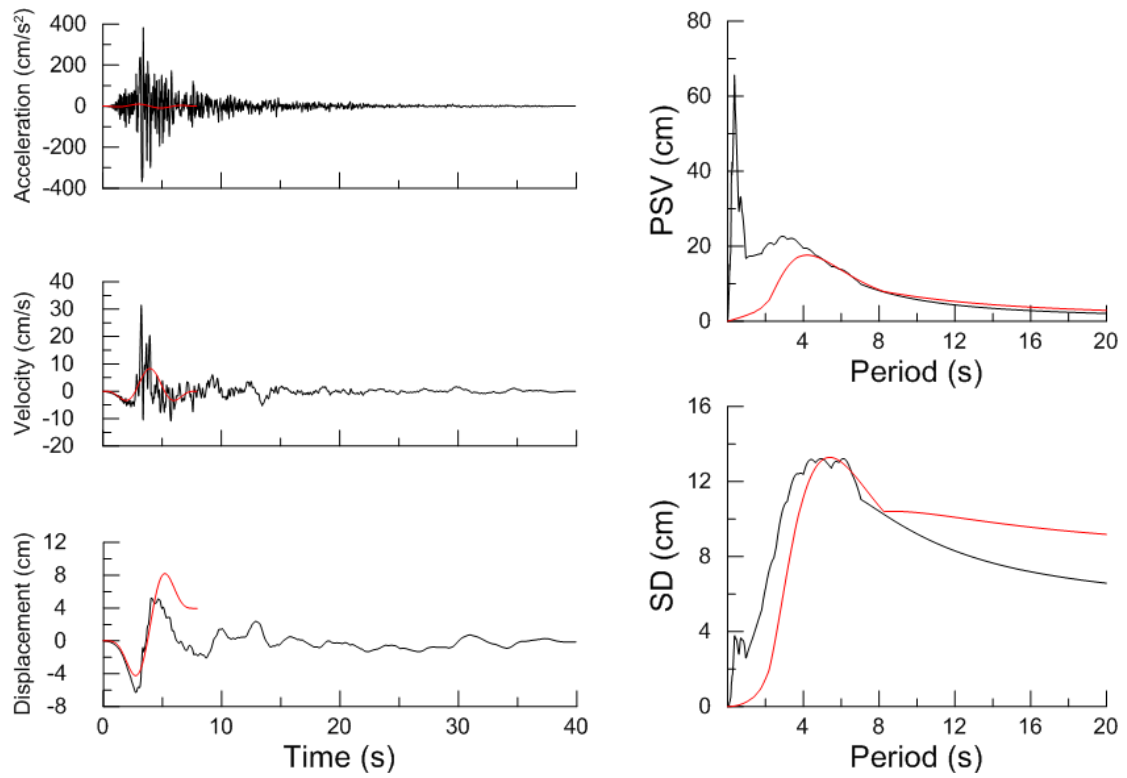 Acceleration (cm/s²)
400
200
0
-200
-400
Velocity (cm/s)
40
30
20
10
0
-10
-20
Displacement (cm)
12
8
4
0
-4
-8
0 10 20 30 40
Time (s)
PSV (cm)
80
60
40
20
0
4 8 12 16 20
Period (s)
SD (cm)
16
12
8
4
0
4 8 12 16 20
Period (s)